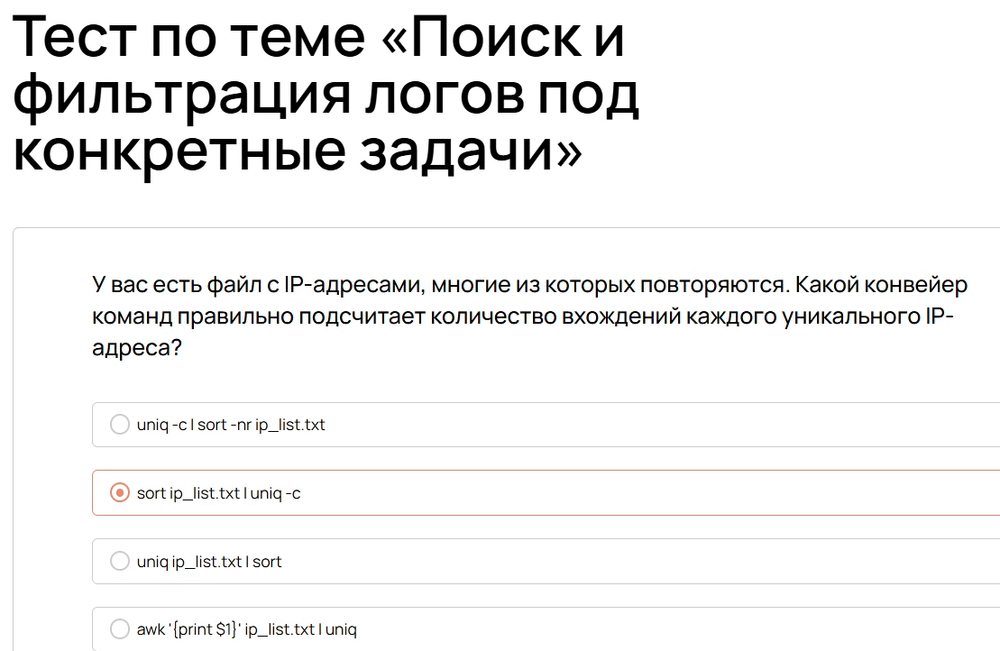 Тест по теме «Поиск и
фильтрация логов под
конкретные задачи»
У вас есть файл с IP-адресами, многие из которых повторяются. Какой конвейер
команд правильно подсчитает количество вхождений каждого уникального IP-
адреса?
uniq -c | sort -nr ip_list.txt
sort ip_list.txt | uniq -c
uniq ip_list.txt | sort
awk '{print $1}' ip_list.txt | uniq